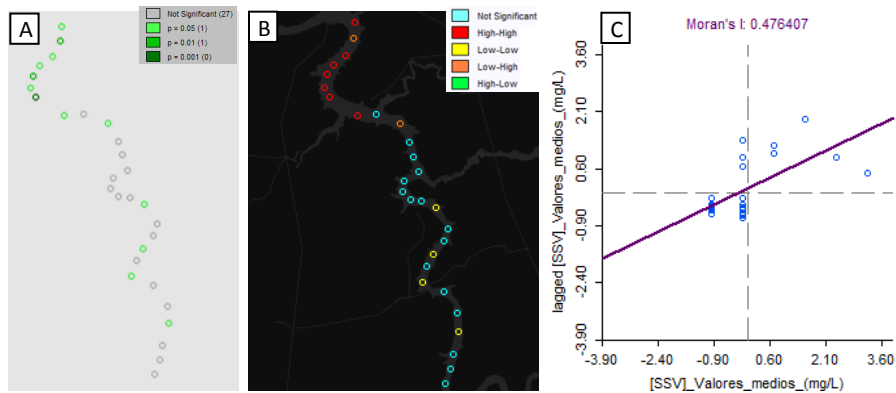 A
Not Significant (27)
p = 0.05 (1)
p = 0.01 (1)
p = 0.001 (0)
B
Not Significant
High-High
Low-Low
Low-High
High-Low
C
Moran's I: 0.476407
lagged [SSV]_Valores_medios_(mg/L)
3.60
2.10
0.60
-0.90
-2.40
-3.90
-3.90 -2.40 -0.90 0.60 2.10 3.60
[SSV]_Valores_medios_(mg/L)